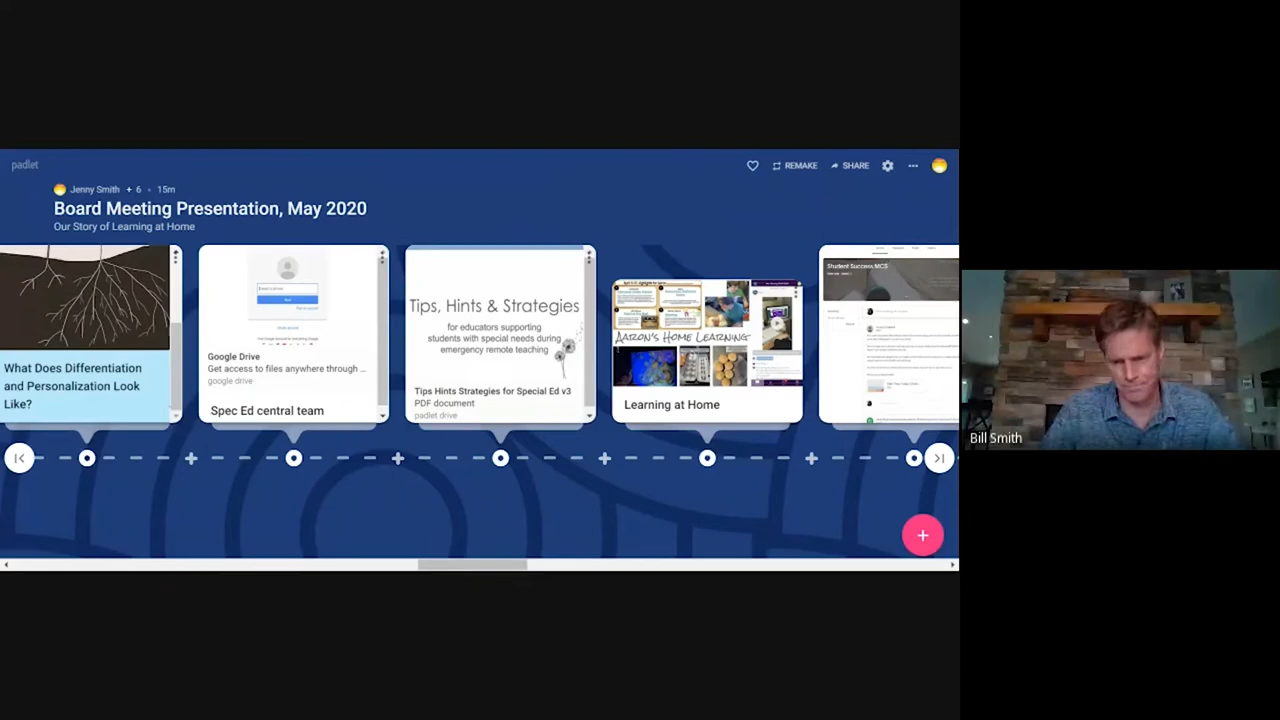 padlet
REMAKE
SHARE
Jenny Smith + 6 • 15m
Board Meeting Presentation, May 2020
Our Story of Learning at Home
What Does Differentiation
and Personalization Look
Like?
Google Drive
Get access to files anywhere through ...
google drive
Spec Ed central team
Tips, Hints & Strategies
for educators supporting
students with special needs during
emergency remote teaching
Tips Hints Strategies for Special Ed v3
PDF document
padlet drive
AARON'S HOME LEARNING
Learning at Home
Student Success MCS
Bill Smith